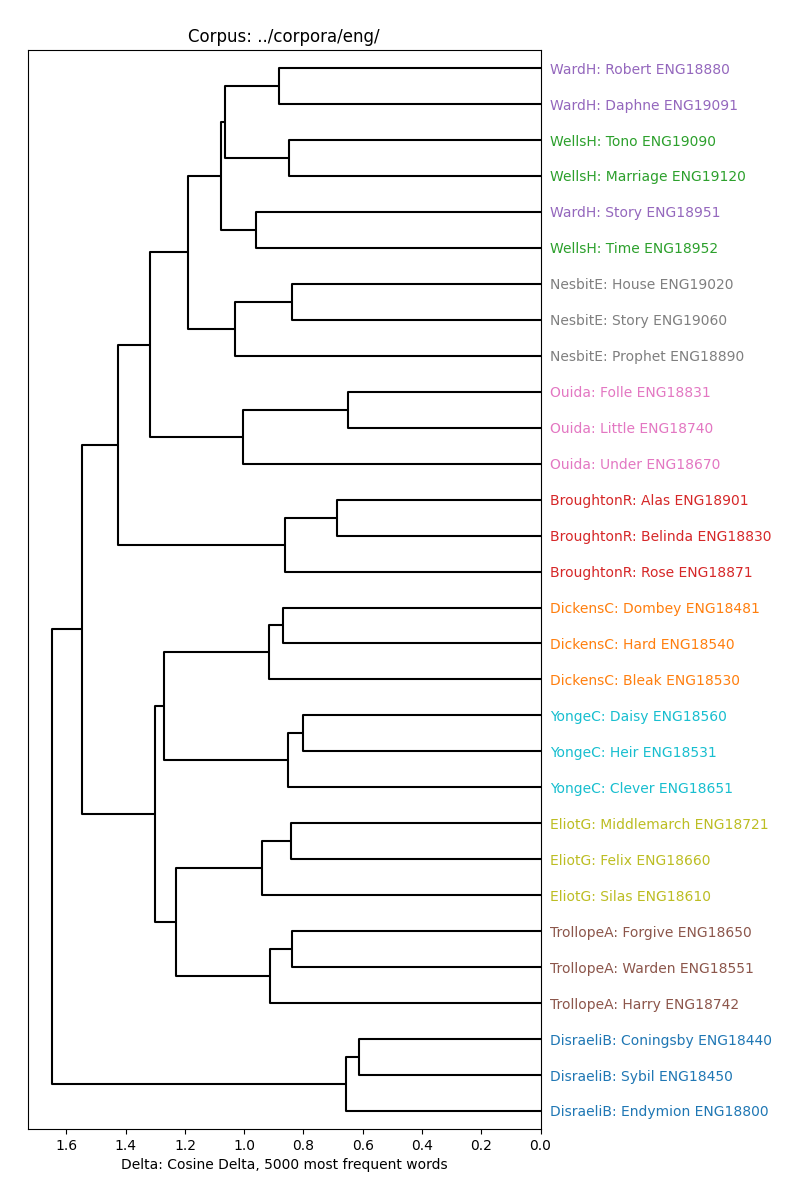 Corpus: ../corpora/eng/
WardH: Robert ENG18880
WardH: Daphne ENG19091
WellsH: Tono ENG19090
WellsH: Marriage ENG19120
WardH: Story ENG18951
WellsH: Time ENG18952
NesbitE: House ENG19020
NesbitE: Story ENG19060
NesbitE: Prophet ENG18890
Ouida: Folle ENG18831
Ouida: Little ENG18740
Ouida: Under ENG18670
BroughtonR: Alas ENG18901
BroughtonR: Belinda ENG18830
BroughtonR: Rose ENG18871
DickensC: Dombey ENG18481
DickensC: Hard ENG18540
DickensC: Bleak ENG18530
YongeC: Daisy ENG18560
YongeC: Heir ENG18531
YongeC: Clever ENG18651
EliotG: Middlemarch ENG18721
EliotG: Felix ENG18660
EliotG: Silas ENG18610
TrollopeA: Forgive ENG18650
TrollopeA: Warden ENG18551
TrollopeA: Harry ENG18742
DisraeliB: Coningsby ENG18440
DisraeliB: Sybil ENG18450
DisraeliB: Endymion ENG18800
1.6 1.4 1.2 1.0 0.8 0.6 0.4 0.2 0.0
Delta: Cosine Delta, 5000 most frequent words